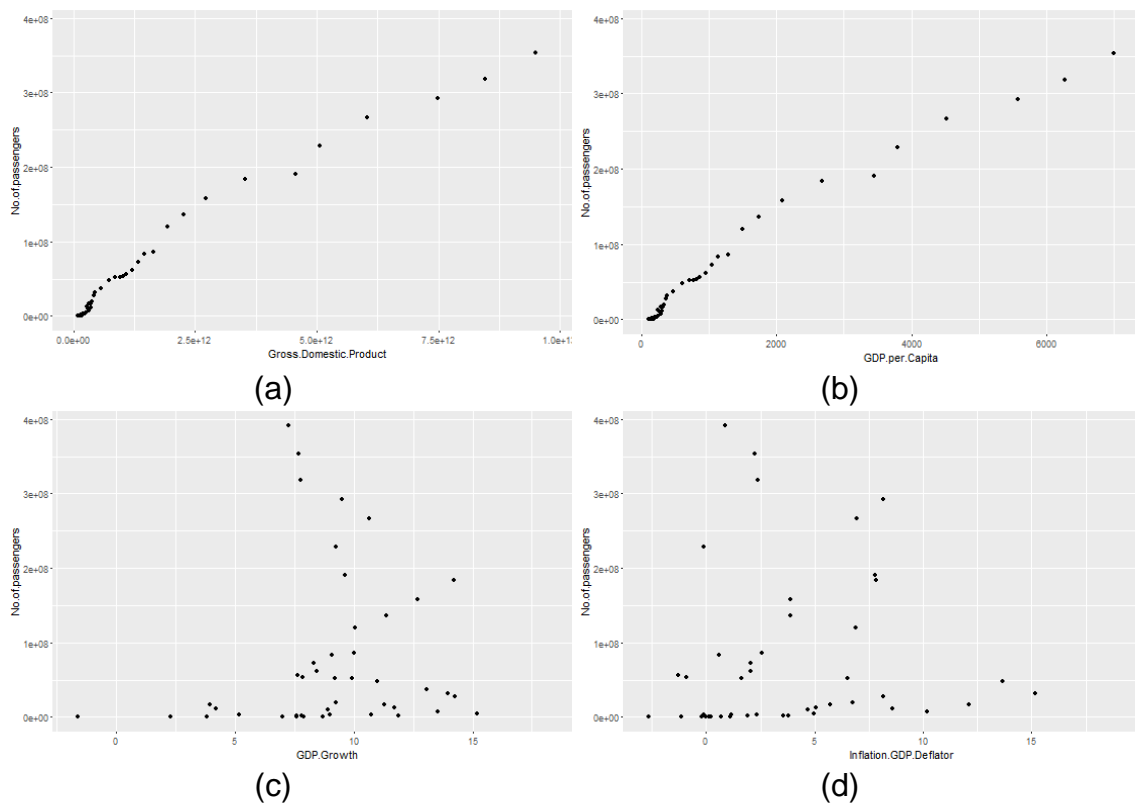 4e+08
3e+08
2e+08
1e+08
0e+00
No.of.passengers
0.0e+00 2.5e+12 5.0e+12 7.5e+12 1.0e+13
Gross.Domestic.Product
(a)
4e+08
3e+08
2e+08
1e+08
0e+00
No.of.passengers
0 2000 4000 6000
GDP.per.Capita
(b)
4e+08
3e+08
2e+08
1e+08
0e+00
No.of.passengers
0 5 10 15
GDP.Growth
(c)
4e+08
3e+08
2e+08
1e+08
0e+00
No.of.passengers
0 5 10 15
Inflation.GDP.Deflator
(d)